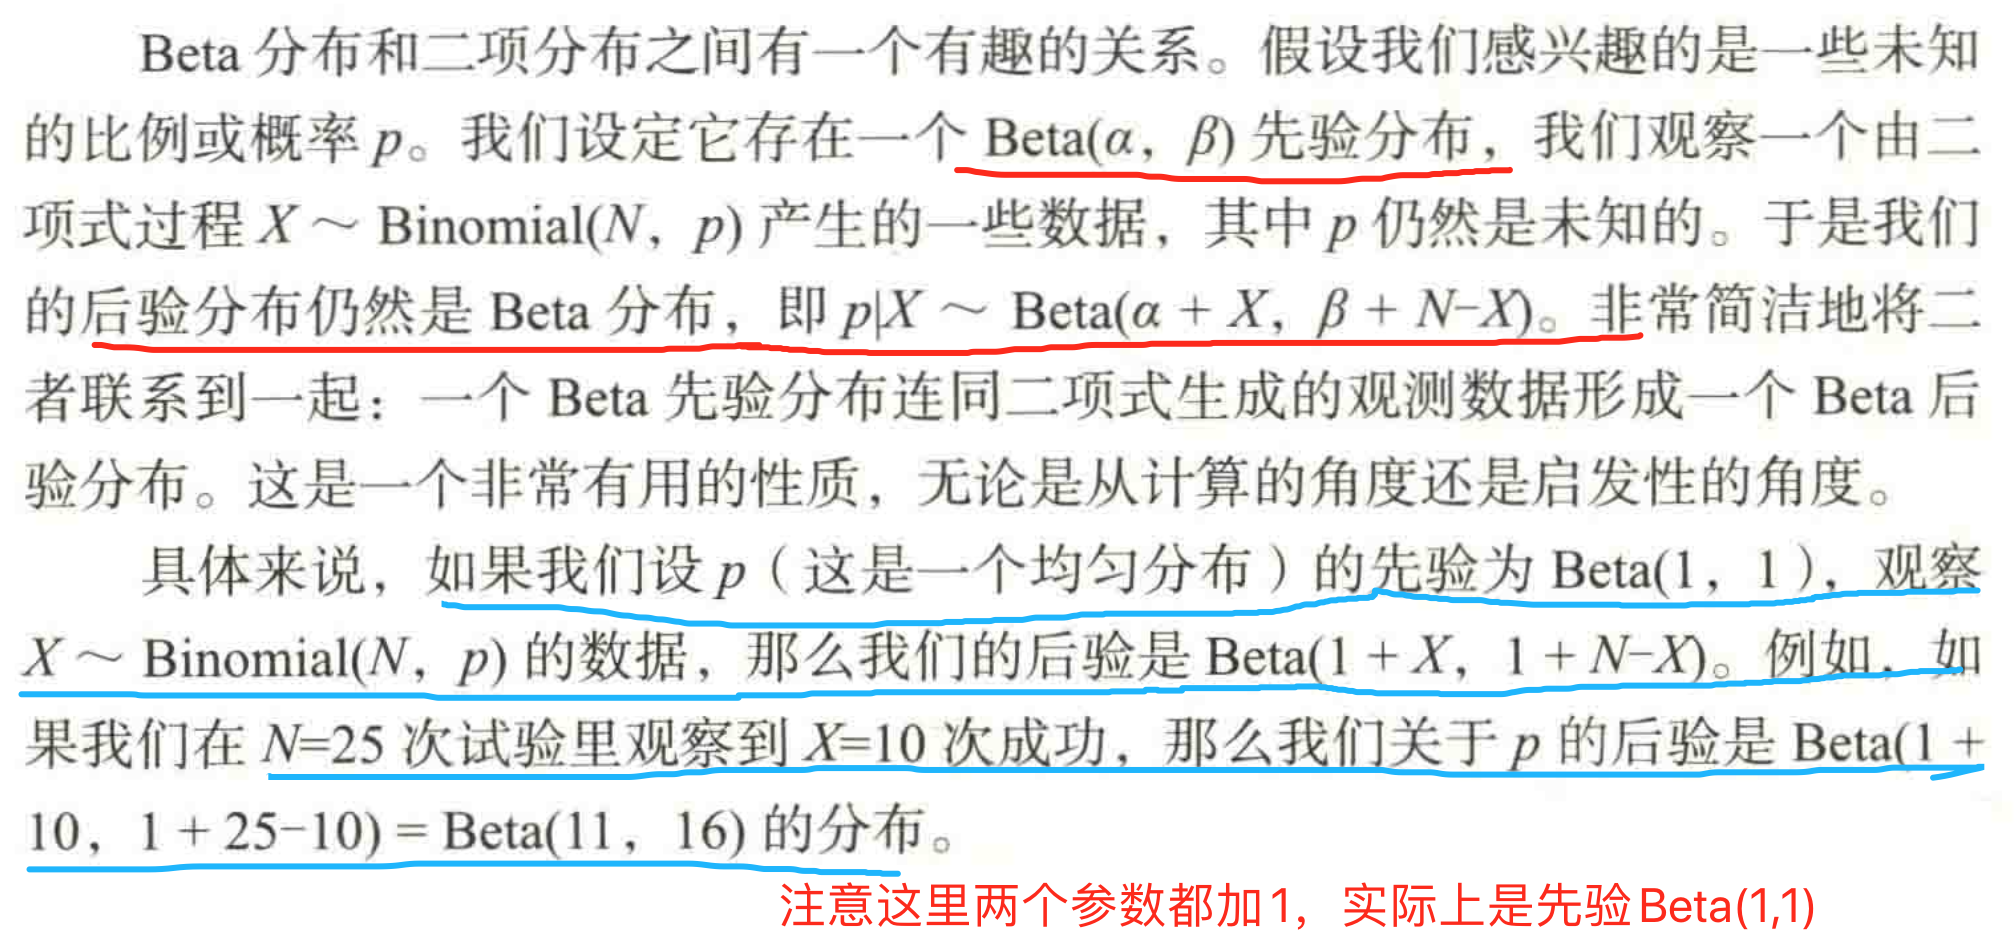 Beta 分布和二项分布之间有一个有趣的关系。假设我们感兴趣的是一些未知
的比例或概率 p。我们设定它存在一个 Beta(α, β) 先验分布，我们观察一个由二
项式过程 X ~ Binomial(N, p) 产生的一些数据，其中 p 仍然是未知的。于是我们
的后验分布仍然是 Beta 分布，即 p|X ~ Beta(α + X, β + N-X)。非常简洁地将二
者联系到一起：一个 Beta 先验分布连同二项式生成的观测数据形成一个 Beta 后
验分布。这是一个非常有用的性质，无论是从计算的角度还是启发性的角度。
具体来说，如果我们设 p（这是一个均匀分布）的先验为 Beta(1, 1)，观察
X ~ Binomial(N, p) 的数据，那么我们的后验是 Beta(1 + X, 1 + N-X)。例如，如
果我们在 N=25 次试验里观察到 X=10 次成功，那么我们关于 p 的后验是 Beta(1 +
10, 1 + 25-10) = Beta(11, 16) 的分布。
注意这里两个参数都加1，实际上是先验Beta(1,1)